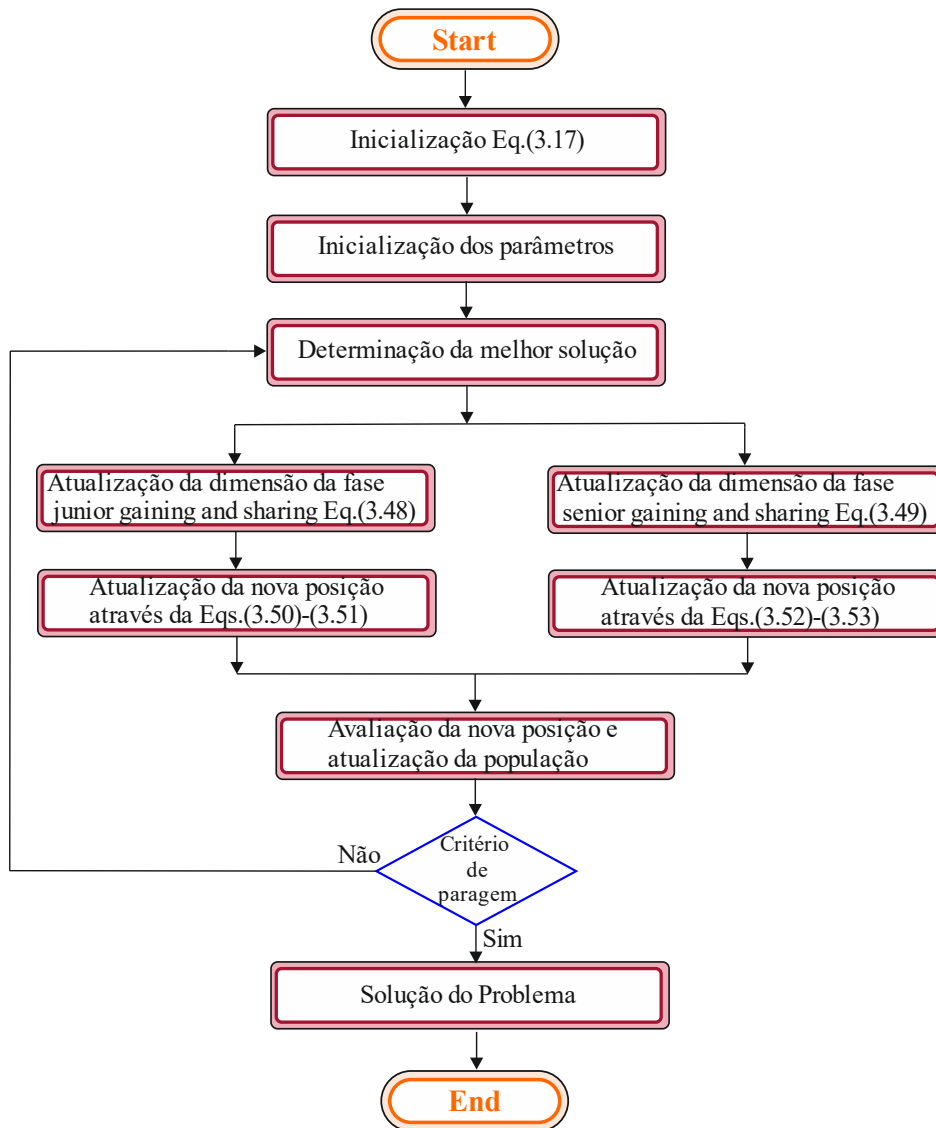 Start
Inicialização Eq.(3.17)
Inicialização dos parâmetros
Determinação da melhor solução
Atualização da dimensão da fase
junior gaining and sharing Eq.(3.48)
Atualização da dimensão da fase
senior gaining and sharing Eq.(3.49)
Atualização da nova posição
através da Eqs.(3.50)-(3.51)
Atualização da nova posição
através da Eqs.(3.52)-(3.53)
Avaliação da nova posição e
atualização da população
Não
Critério
de
paragem
Sim
Solução do Problema
End